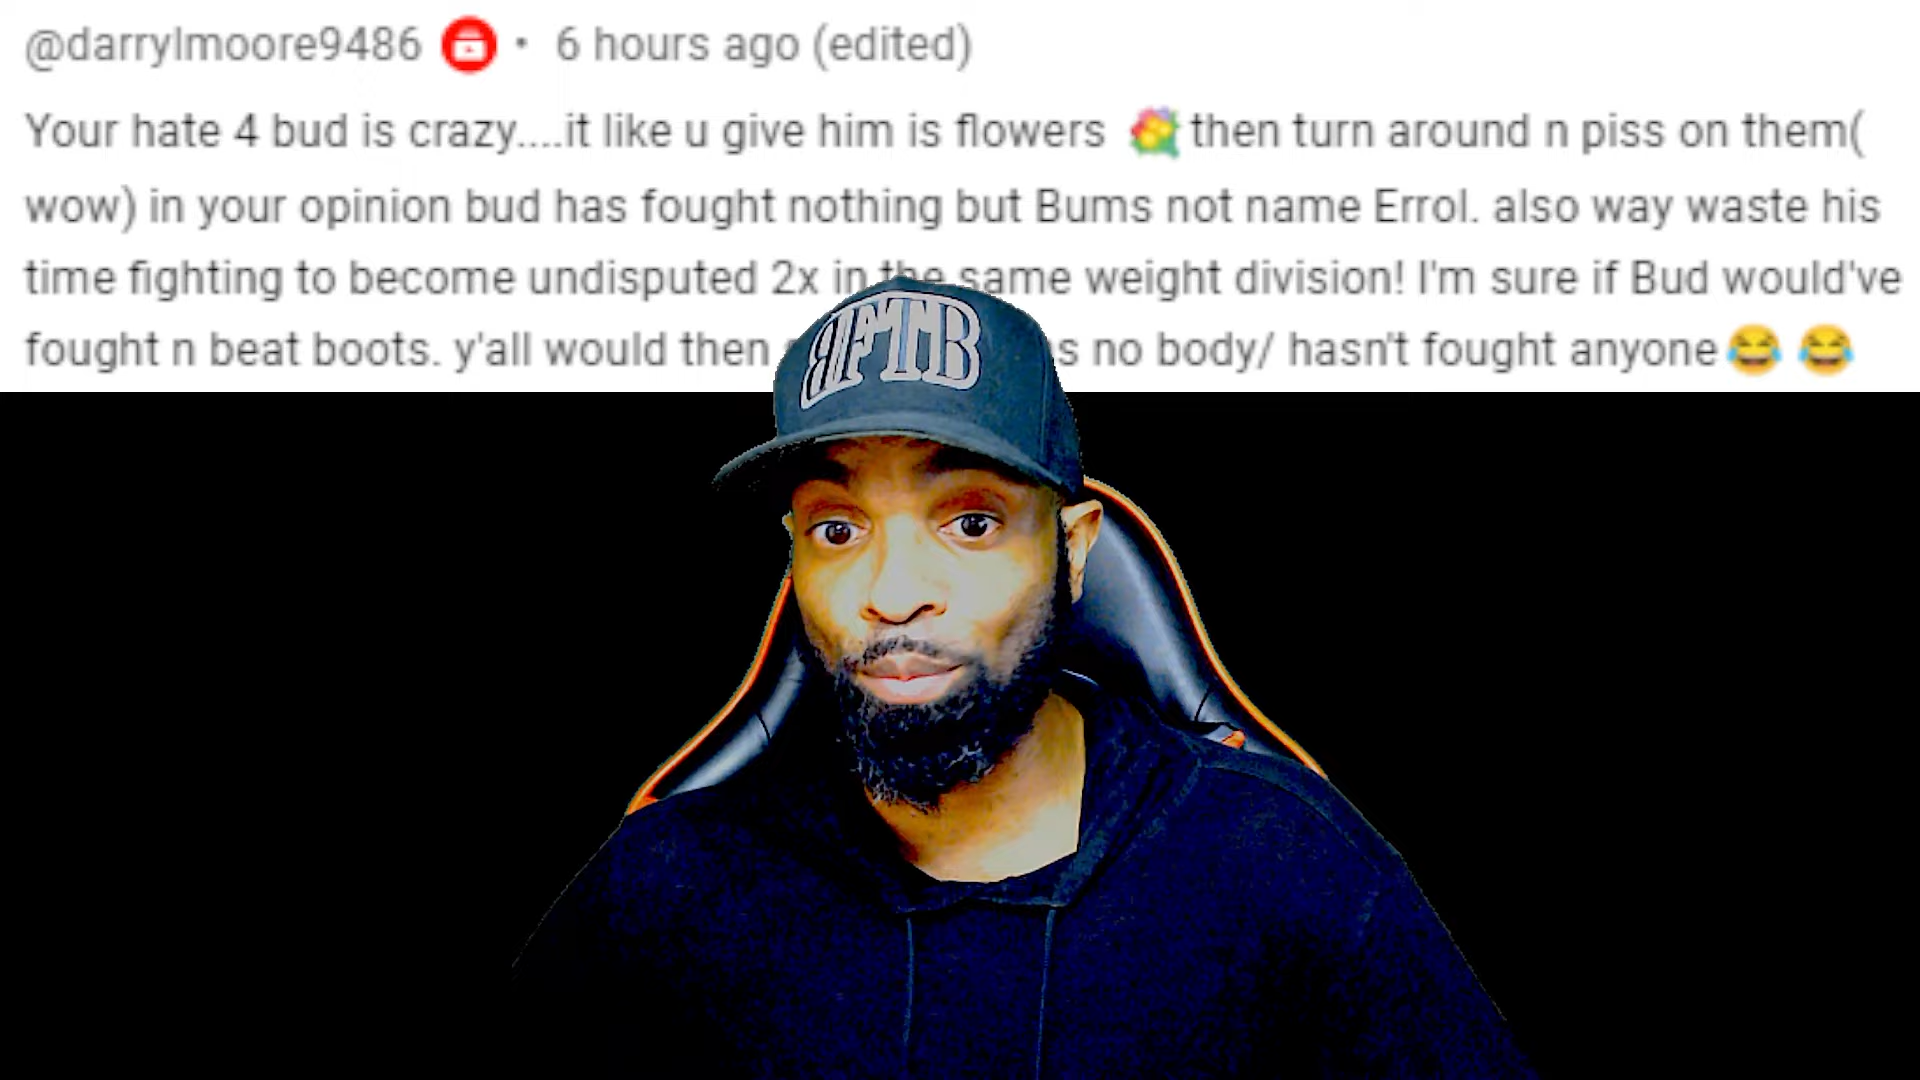 @darrylmoore9486 • 6 hours ago (edited)
Your hate 4 bud is crazy....it like u give him is flowers 💐 then turn around n piss on them(
wow) in your opinion bud has fought nothing but Bums not name Errol. also way waste his
time fighting to become undisputed 2x in the same weight division! I'm sure if Bud would've
fought n beat boots. y'all would then no body/ hasn't fought anyone😂 😂
BFTB